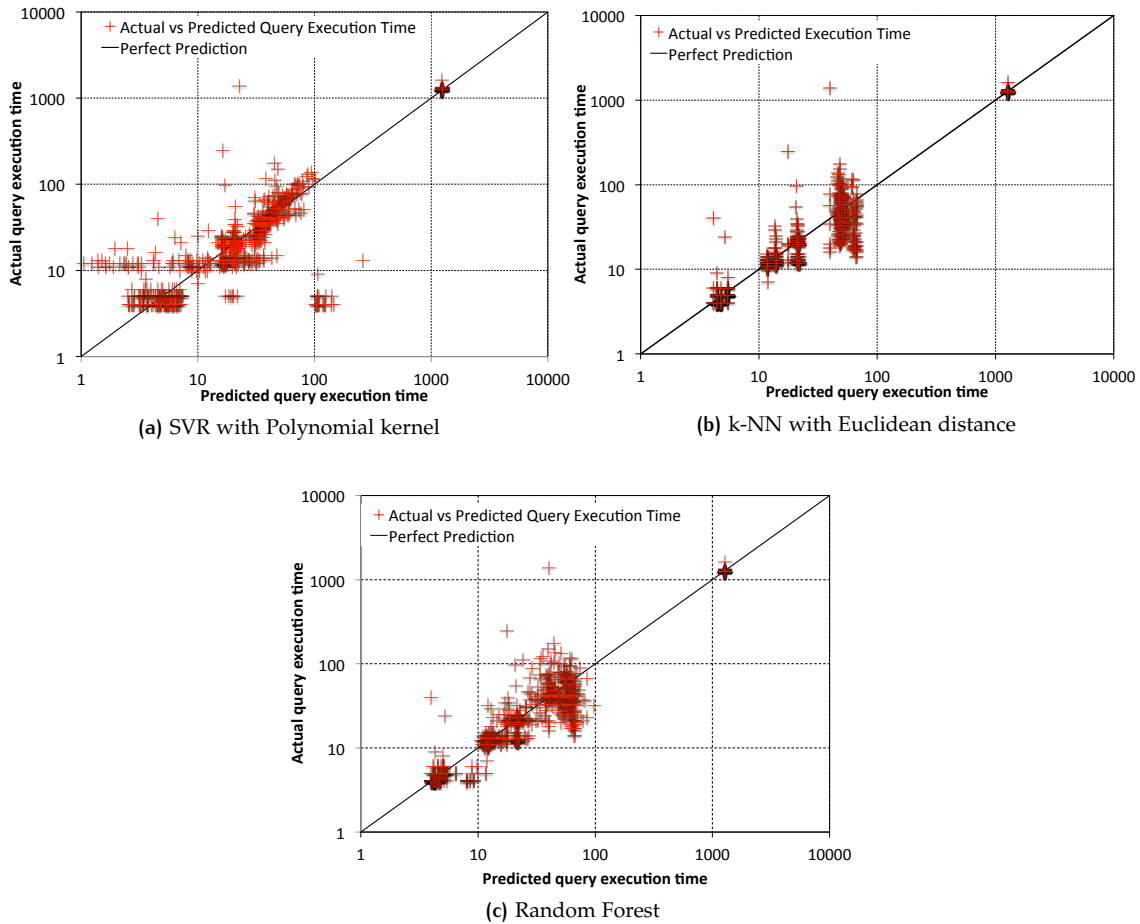 10000
1000
100
10
1
Actual query execution time
Actual vs Predicted Query Execution Time
Perfect Prediction
1 10 100 1000 10000
Predicted query execution time
(a) SVR with Polynomial kernel
10000
1000
100
10
1
Actual query execution time
Actual vs Predicted Execution Time
Perfect Prediction
1 10 100 1000 10000
Predicted query execution time
(b) k-NN with Euclidean distance
10000
1000
100
10
1
Actual query execution time
Actual vs Predicted Query Execution Time
Perfect Prediction
1 10 100 1000 10000
Predicted query execution time
(c) Random Forest